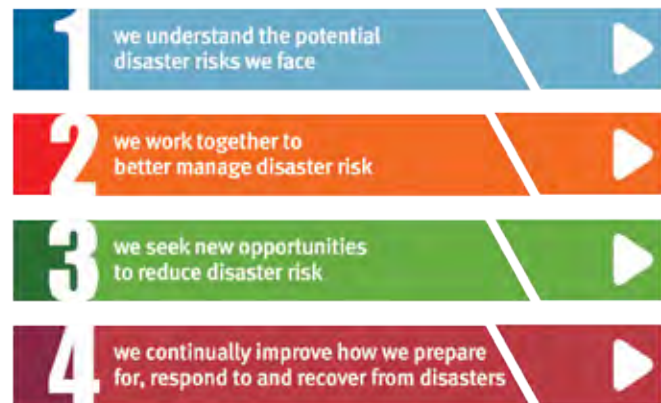 1
we understand the potential
disaster risks we face
2
we work together to
better manage disaster risk
3
we seek new opportunities
to reduce disaster risk
4
we continually improve how we prepare
for, respond to and recover from disasters